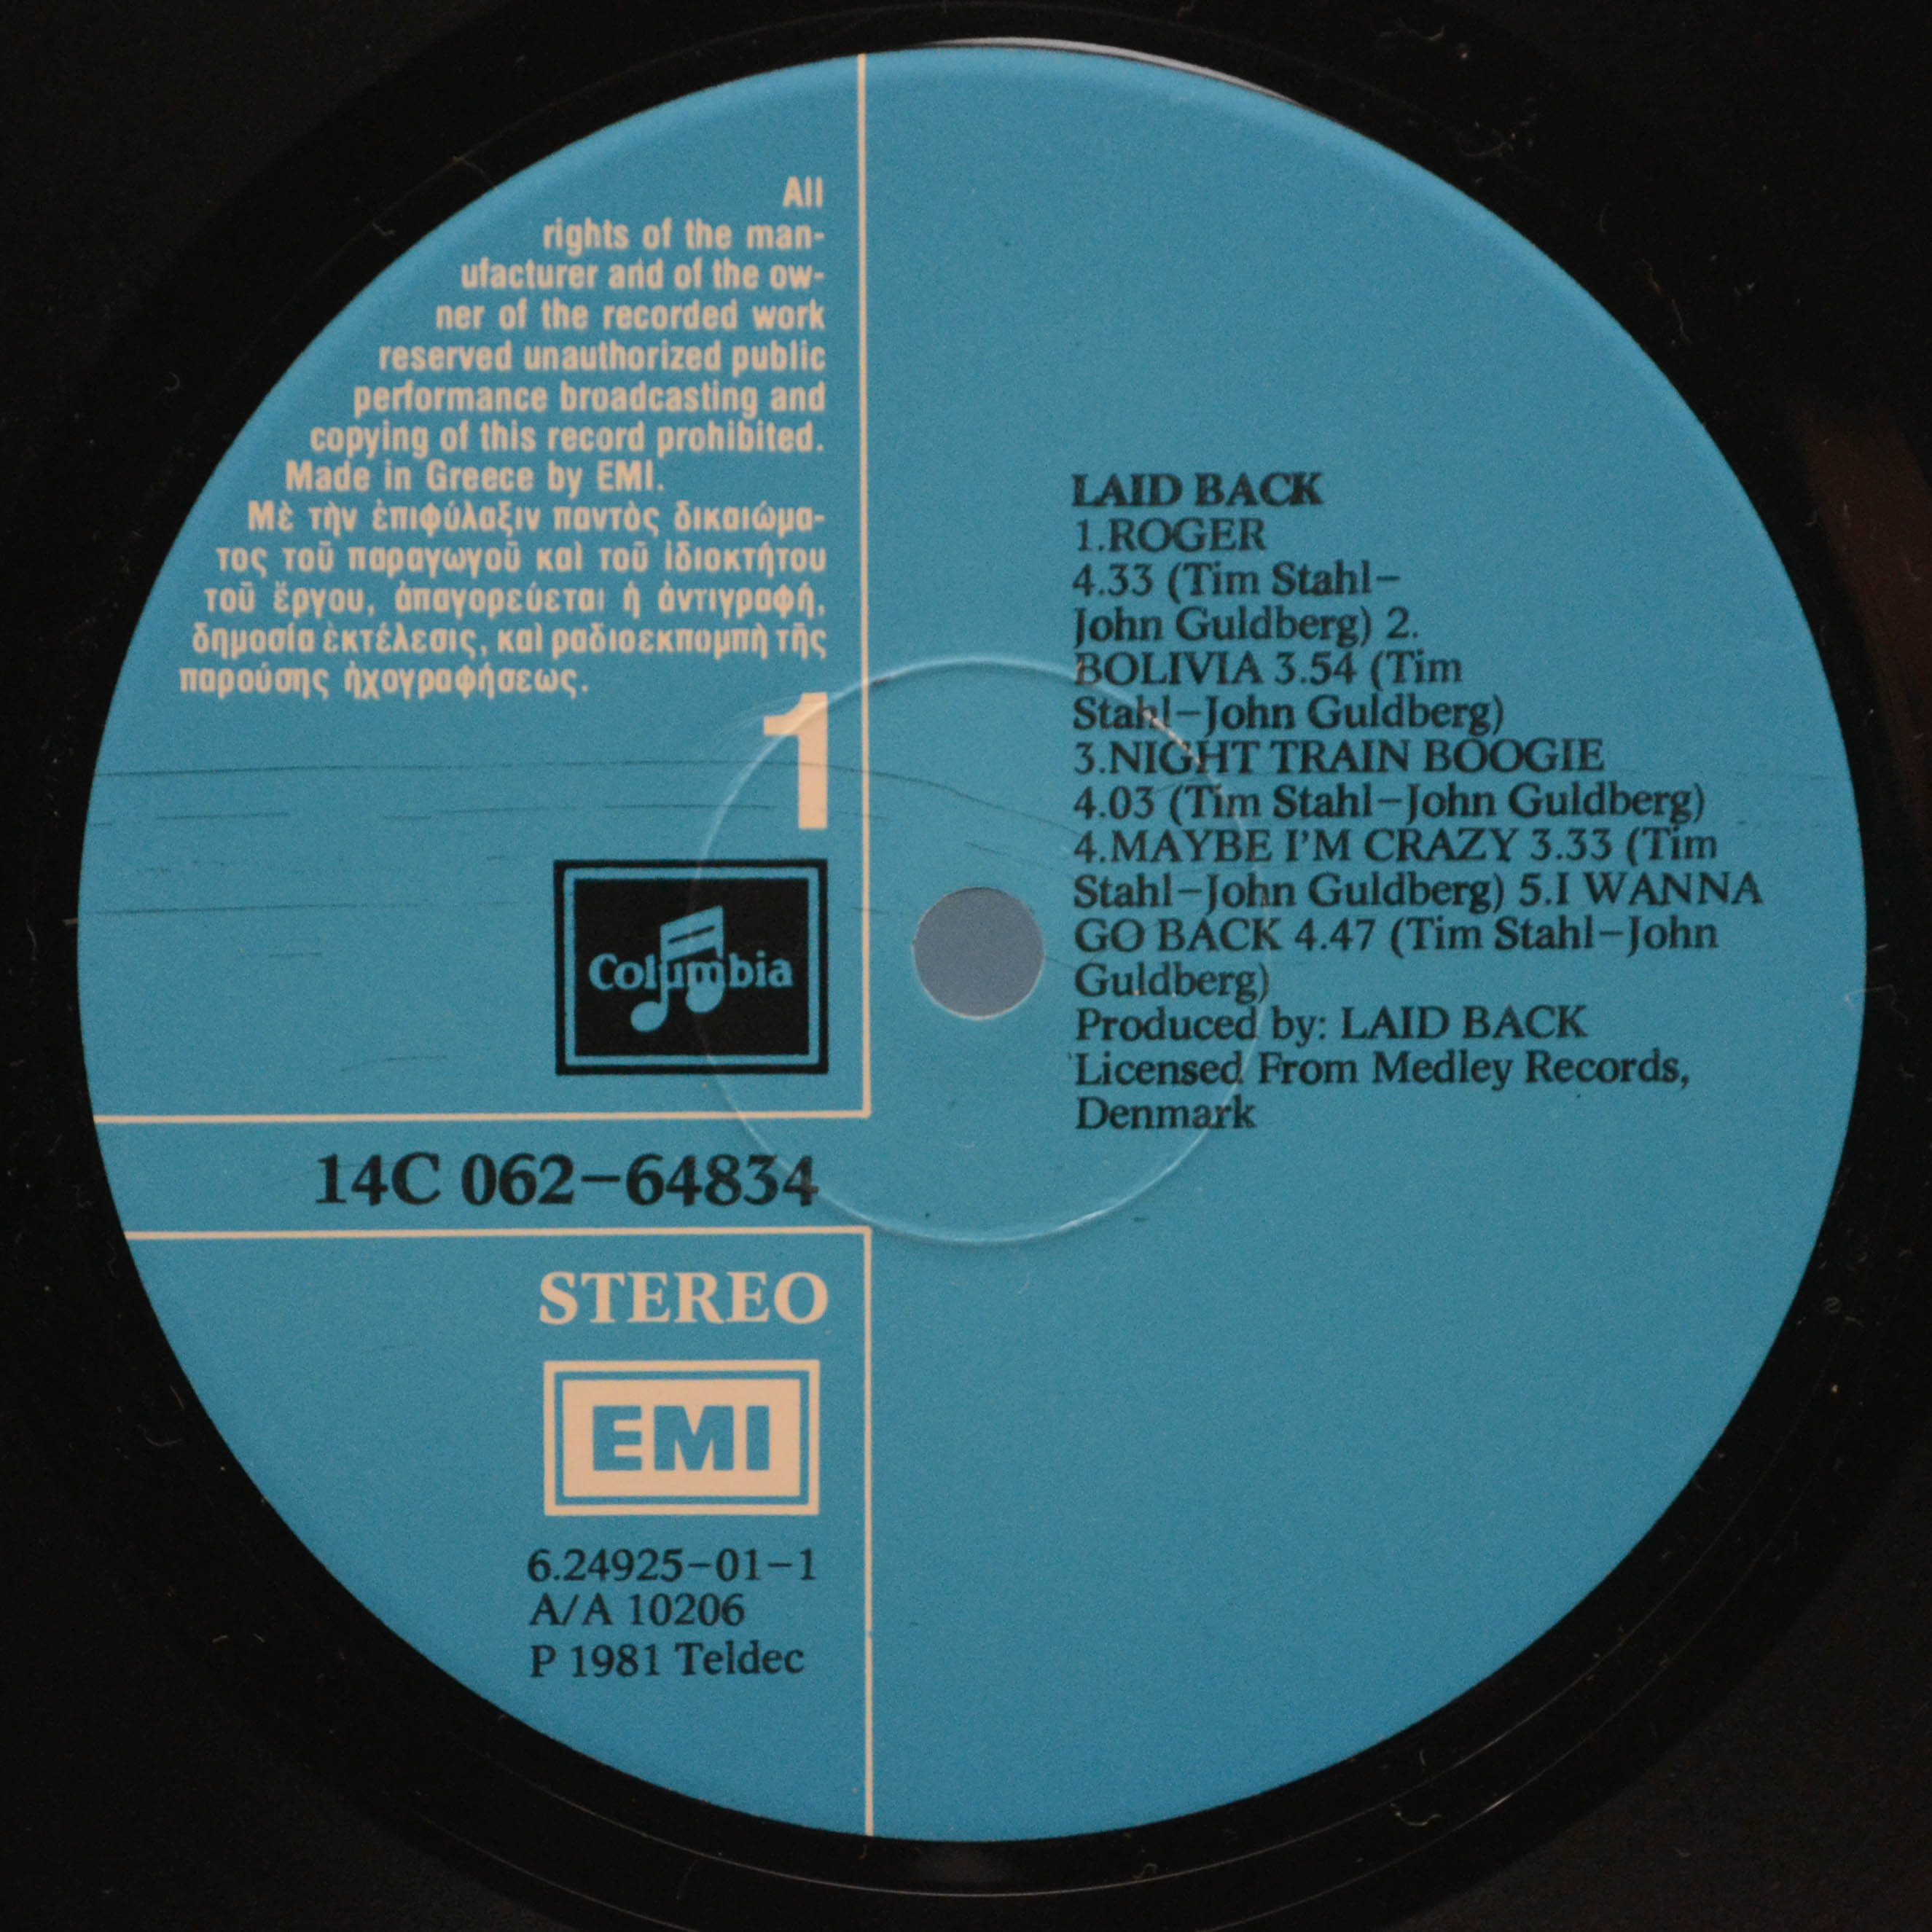 All
rights of the man-
ufacturer and of the ow-
ner of the recorded work
reserved unauthorized public
performance broadcasting and
copying of this record prohibited.
Made in Greece by EMI.
Μὲ τὴν ἐπιφύλαξιν παντὸς δικαιώμα-
τος τοῦ παραγωγοῦ καὶ τοῦ ἰδιοκτήτου
τοῦ ἔργου, ἀπαγορεύεται ἡ ἀντιγραφή,
δημοσία ἐκτέλεσις, καὶ ραδιοεκπομπὴ τῆς
παρούσης ἠχογραφήσεως.
1
Columbia
14C 062-64834
STEREO
EMI
6.24925-01-1
A/A 10206
P 1981 Teldec
LAID BACK
1.ROGER
4.33 (Tim Stahl-
John Guldberg) 2.
BOLIVIA 3.54 (Tim
Stahl-John Guldberg)
3.NIGHT TRAIN BOOGIE
4.03 (Tim Stahl-John Guldberg)
4.MAYBE I'M CRAZY 3.33 (Tim
Stahl-John Guldberg) 5.I WANNA
GO BACK 4.47 (Tim Stahl-John
Guldberg)
Produced by: LAID BACK
Licensed From Medley Records,
Denmark